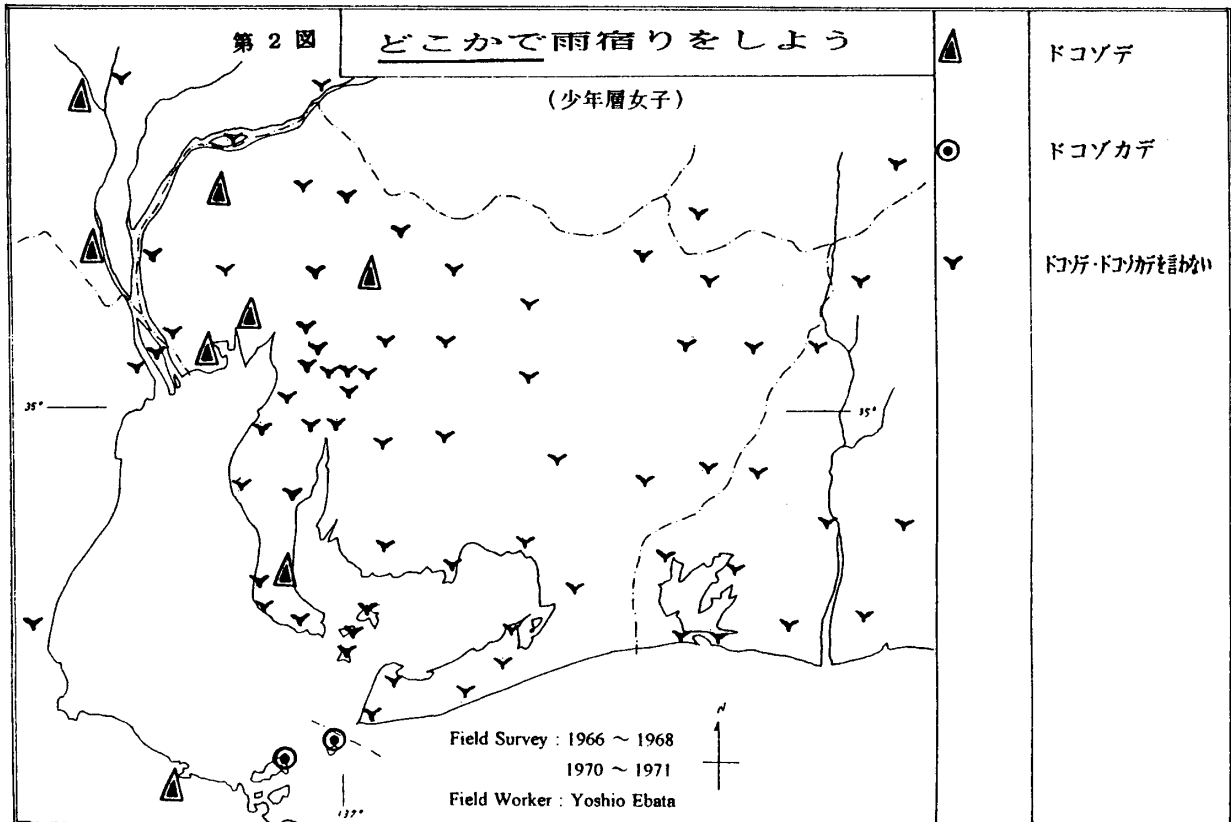 第 2 図
どこかで雨宿りをしよう
(少年層女子)
ドコゾデ
ドコゾカデ
ドコゾデ・ドコゾカデを言わない
35°
35°
N
Field Survey : 1966 ~ 1968
1970 ~ 1971
Field Worker : Yoshio Ebata
137°